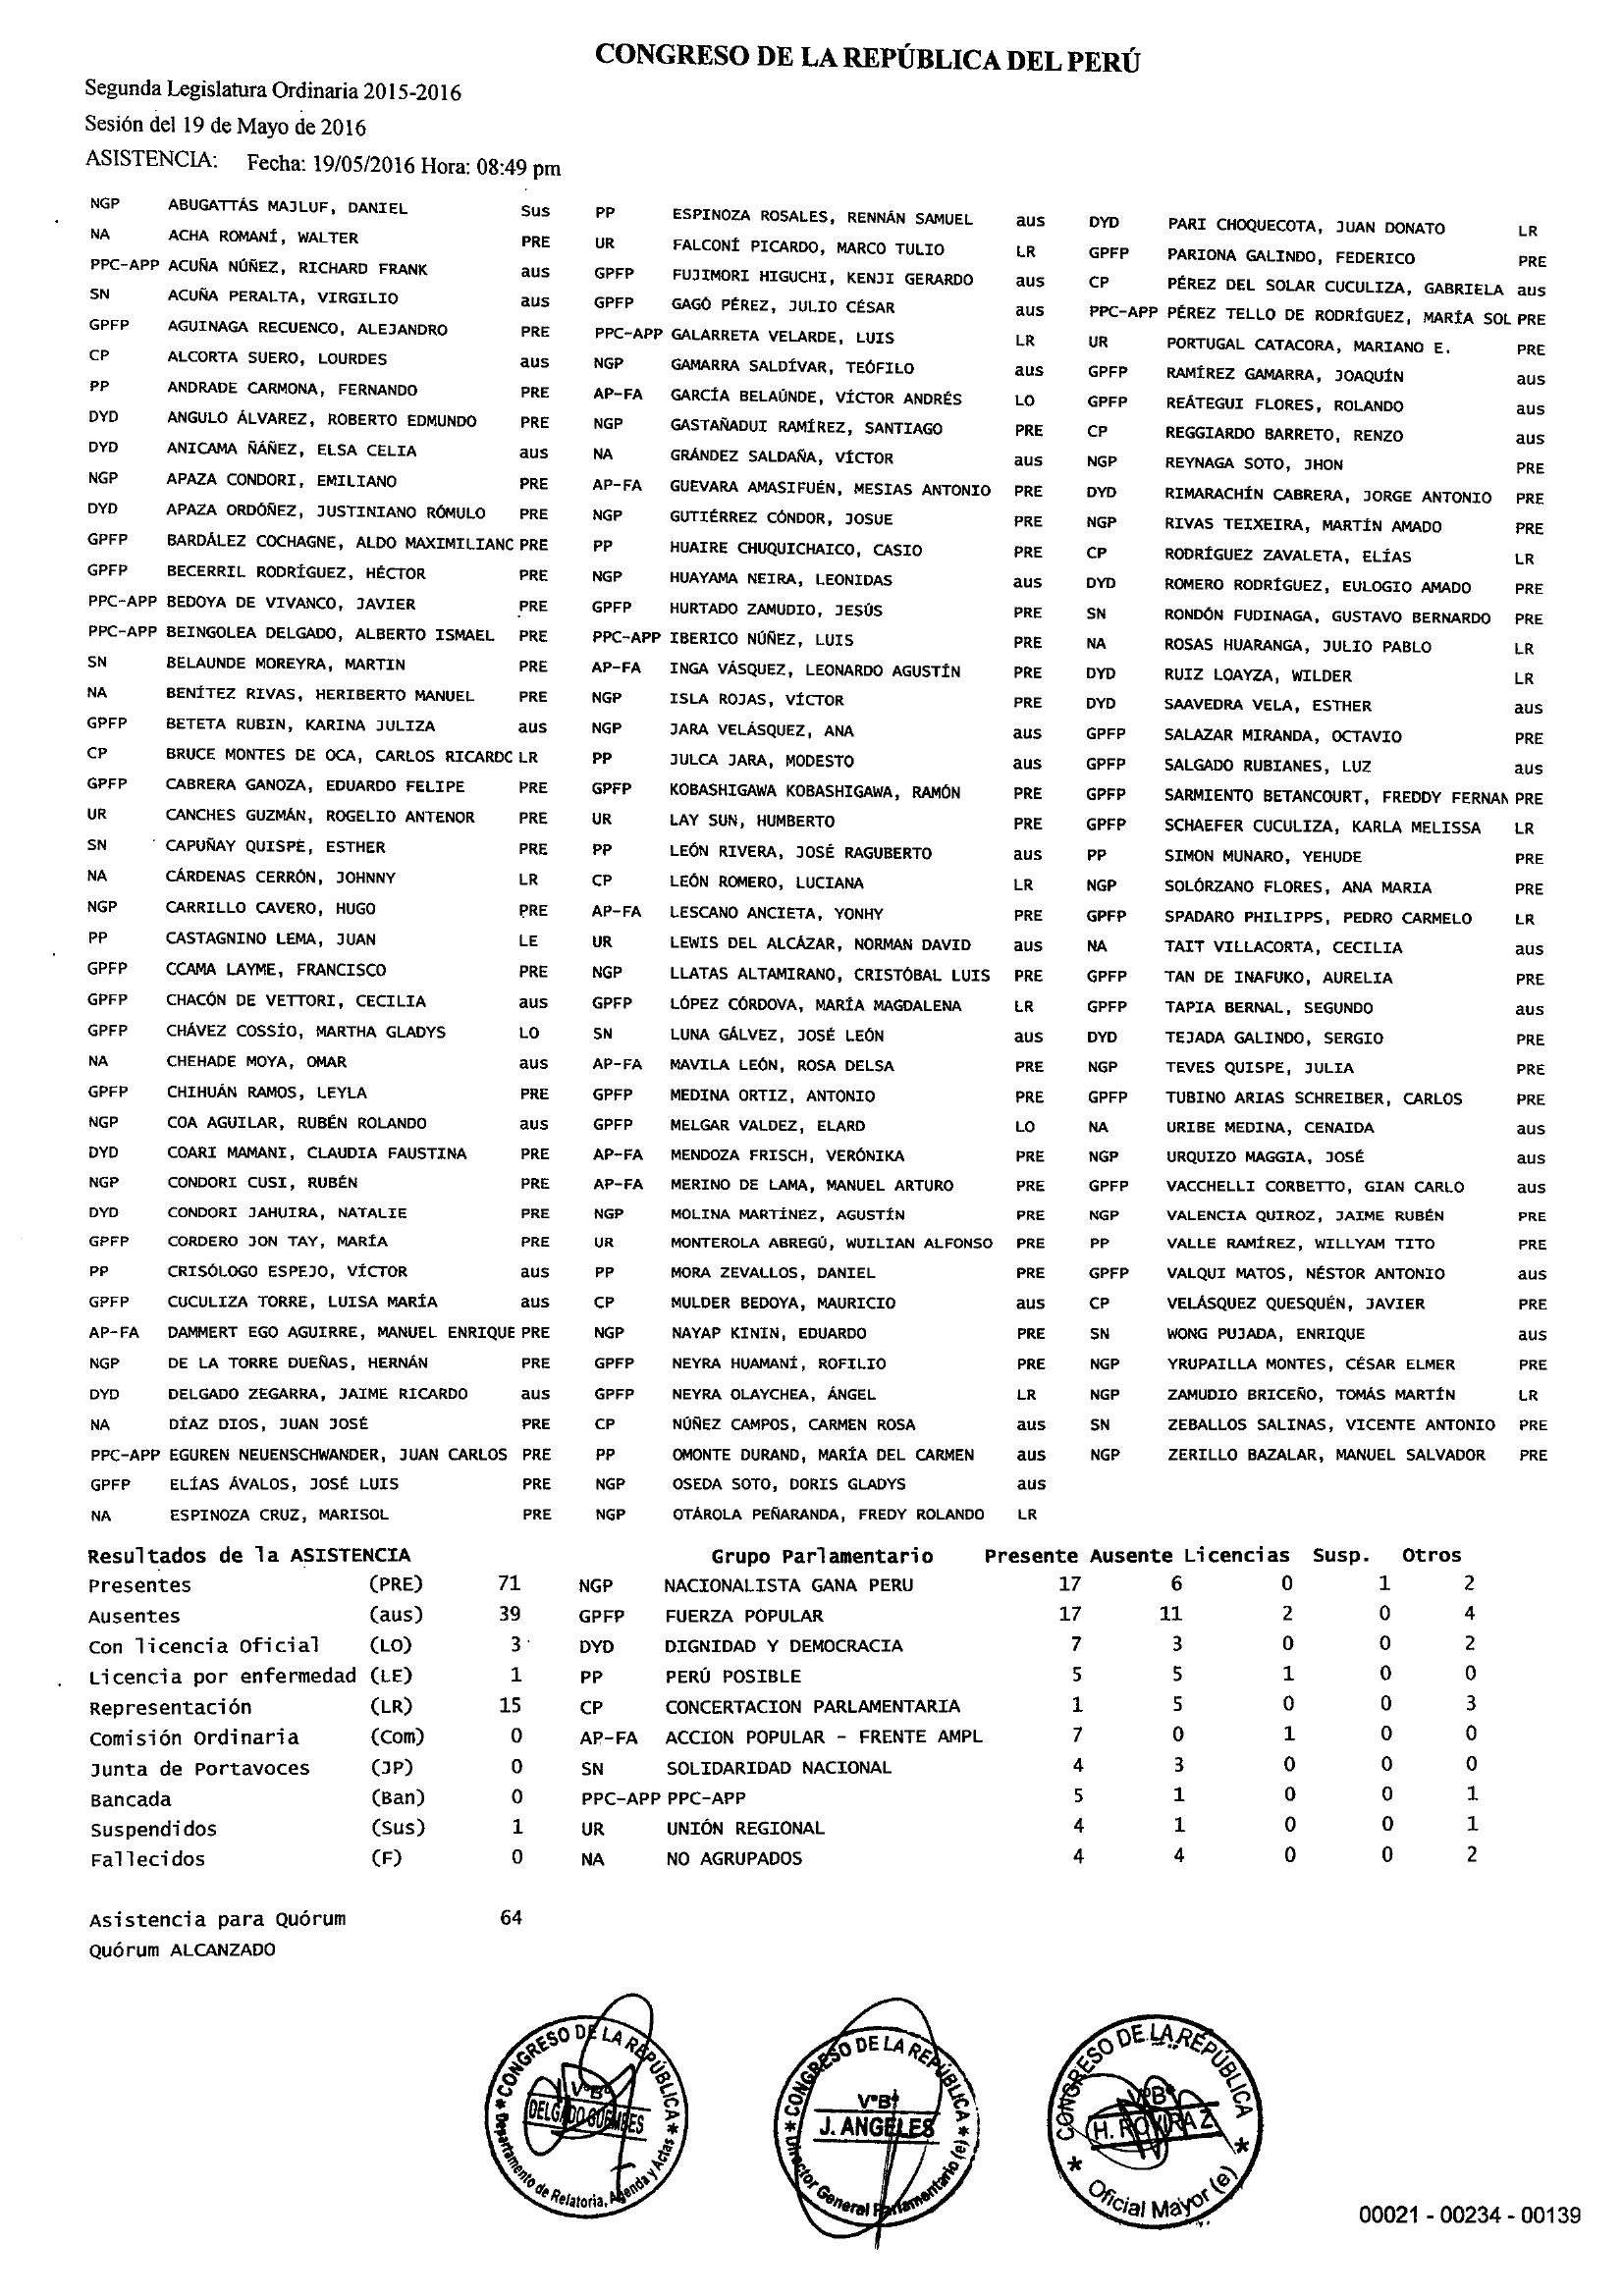 CONGRESO DE LA REPÚBLICA DEL PERÚ
Segunda Legislatura Ordinaria 2015-2016
Sesión del 19 de Mayo de 2016
ASISTENCIA: Fecha: 19/05/2016 Hora: 08:49 pm
NGP ABUGATTÁS MAJLUF, DANIEL Sus PP ESPINOZA ROSALES, RENNÁN SAMUEL aus DYD PARI CHOQUECOTA, JUAN DONATO LR
NA ACHA ROMANÍ, WALTER PRE UR FALCONÍ PICARDO, MARCO TULIO LR GPFP PARIONA GALINDO, FEDERICO PRE
PPC-APP ACUÑA NÚÑEZ, RICHARD FRANK aus GPFP FUJIMORI HIGUCHI, KENJI GERARDO aus CP PÉREZ DEL SOLAR CUCULIZA, GABRIELA aus
SN ACUÑA PERALTA, VIRGILIO aus GPFP GAGÓ PÉREZ, JULIO CÉSAR aus PPC-APP PÉREZ TELLO DE RODRÍGUEZ, MARÍA SOL PRE
GPFP AGUINAGA RECUENCO, ALEJANDRO PRE PPC-APP GALARRETA VELARDE, LUIS LR UR PORTUGAL CATACORA, MARIANO E. PRE
CP ALCORTA SUERO, LOURDES aus NGP GAMARRA SALDÍVAR, TEÓFILO aus GPFP RAMÍREZ GAMARRA, JOAQUÍN aus
PP ANDRADE CARMONA, FERNANDO PRE AP-FA GARCÍA BELAÚNDE, VÍCTOR ANDRÉS LO GPFP REÁTEGUI FLORES, ROLANDO aus
DYD ANGULO ÁLVAREZ, ROBERTO EDMUNDO PRE NGP GASTAÑADUI RAMÍREZ, SANTIAGO PRE CP REGGIARDO BARRETO, RENZO aus
DYD ANICAMA ÑÁÑEZ, ELSA CELIA aus NA GRÁNDEZ SALDAÑA, VÍCTOR aus NGP REYNAGA SOTO, JHON PRE
NGP APAZA CONDORI, EMILIANO PRE AP-FA GUEVARA AMASIFUÉN, MESIAS ANTONIO PRE DYD RIMARACHÍN CABRERA, JORGE ANTONIO PRE
DYD APAZA ORDÓÑEZ, JUSTINIANO RÓMULO PRE NGP GUTIÉRREZ CÓNDOR, JOSUE PRE NGP RIVAS TEIXEIRA, MARTÍN AMADO PRE
GPFP BARDÁLEZ COCHAGNE, ALDO MAXIMILIANC PRE PP HUAIRE CHUQUICHAICO, CASIO PRE CP RODRÍGUEZ ZAVALETA, ELÍAS LR
GPFP BECERRIL RODRÍGUEZ, HÉCTOR PRE NGP HUAYAMA NEIRA, LEONIDAS aus DYD ROMERO RODRÍGUEZ, EULOGIO AMADO PRE
PPC-APP BEDOYA DE VIVANCO, JAVIER PRE GPFP HURTADO ZAMUDIO, JESÚS PRE SN RONDÓN FUDINAGA, GUSTAVO BERNARDO PRE
PPC-APP BEINGOLEA DELGADO, ALBERTO ISMAEL PRE PPC-APP IBERICO NÚÑEZ, LUIS PRE NA ROSAS HUARANGA, JULIO PABLO LR
SN BELAUNDE MOREYRA, MARTIN PRE AP-FA INGA VÁSQUEZ, LEONARDO AGUSTÍN PRE DYD RUIZ LOAYZA, WILDER LR
NA BENÍTEZ RIVAS, HERIBERTO MANUEL PRE NGP ISLA ROJAS, VÍCTOR PRE DYD SAAVEDRA VELA, ESTHER aus
GPFP BETETA RUBIN, KARINA JULIZA aus NGP JARA VELÁSQUEZ, ANA aus GPFP SALAZAR MIRANDA, OCTAVIO PRE
CP BRUCE MONTES DE OCA, CARLOS RICARDC LR PP JULCA JARA, MODESTO aus GPFP SALGADO RUBIANES, LUZ aus
GPFP CABRERA GANOZA, EDUARDO FELIPE PRE GPFP KOBASHIGAWA KOBASHIGAWA, RAMÓN PRE GPFP SARMIENTO BETANCOURT, FREDDY FERNAN PRE
UR CANCHES GUZMÁN, ROGELIO ANTENOR PRE UR LAY SUN, HUMBERTO PRE GPFP SCHAEFER CUCULIZA, KARLA MELISSA LR
SN CAPUÑAY QUISPE, ESTHER PRE PP LEÓN RIVERA, JOSÉ RAGUBERTO aus PP SIMON MUNARO, YEHUDE PRE
NA CÁRDENAS CERRÓN, JOHNNY LR CP LEÓN ROMERO, LUCIANA LR NGP SOLÓRZANO FLORES, ANA MARIA PRE
NGP CARRILLO CAVERO, HUGO PRE AP-FA LESCANO ANCIETA, YONHY PRE GPFP SPADARO PHILIPPS, PEDRO CARMELO LR
PP CASTAGNINO LEMA, JUAN LE UR LEWIS DEL ALCÁZAR, NORMAN DAVID aus NA TAIT VILLACORTA, CECILIA aus
GPFP CCAMA LAYME, FRANCISCO PRE NGP LLATAS ALTAMIRANO, CRISTÓBAL LUIS PRE GPFP TAN DE INAFUKO, AURELIA PRE
GPFP CHACÓN DE VETTORI, CECILIA aus GPFP LÓPEZ CÓRDOVA, MARÍA MAGDALENA LR GPFP TAPIA BERNAL, SEGUNDO aus
GPFP CHÁVEZ COSSÍO, MARTHA GLADYS LO SN LUNA GÁLVEZ, JOSÉ LEÓN aus DYD TEJADA GALINDO, SERGIO PRE
NA CHEHADE MOYA, OMAR aus AP-FA MAVILA LEÓN, ROSA DELSA PRE NGP TEVES QUISPE, JULIA PRE
GPFP CHIHUÁN RAMOS, LEYLA PRE GPFP MEDINA ORTIZ, ANTONIO PRE GPFP TUBINO ARIAS SCHREIBER, CARLOS PRE
NGP COA AGUILAR, RUBÉN ROLANDO aus GPFP MELGAR VALDEZ, ELARD LO NA URIBE MEDINA, CENAIDA aus
DYD COARI MAMANI, CLAUDIA FAUSTINA PRE AP-FA MENDOZA FRISCH, VERÓNIKA PRE NGP URQUIZO MAGGIA, JOSÉ aus
NGP CONDORI CUSI, RUBÉN PRE AP-FA MERINO DE LAMA, MANUEL ARTURO PRE GPFP VACCHELLI CORBETTO, GIAN CARLO aus
DYD CONDORI JAHUIRA, NATALIE PRE NGP MOLINA MARTÍNEZ, AGUSTÍN PRE NGP VALENCIA QUIROZ, JAIME RUBÉN PRE
GPFP CORDERO JON TAY, MARÍA PRE UR MONTEROLA ABREGÚ, WUILIAN ALFONSO PRE PP VALLE RAMÍREZ, WILLYAM TITO PRE
PP CRISÓLOGO ESPEJO, VÍCTOR aus PP MORA ZEVALLOS, DANIEL PRE GPFP VALQUI MATOS, NÉSTOR ANTONIO aus
GPFP CUCULIZA TORRE, LUISA MARÍA aus CP MULDER BEDOYA, MAURICIO aus CP VELÁSQUEZ QUESQUÉN, JAVIER PRE
AP-FA DAMMERT EGO AGUIRRE, MANUEL ENRIQUE PRE NGP NAYAP KININ, EDUARDO PRE SN WONG PUJADA, ENRIQUE aus
NGP DE LA TORRE DUEÑAS, HERNÁN PRE GPFP NEYRA HUAMANÍ, ROFILIO PRE NGP YRUPAILLA MONTES, CÉSAR ELMER PRE
DYD DELGADO ZEGARRA, JAIME RICARDO aus GPFP NEYRA OLAYCHEA, ÁNGEL LR NGP ZAMUDIO BRICEÑO, TOMÁS MARTÍN LR
NA DÍAZ DIOS, JUAN JOSÉ PRE CP NÚÑEZ CAMPOS, CARMEN ROSA aus SN ZEBALLOS SALINAS, VICENTE ANTONIO PRE
PPC-APP EGUREN NEUENSCHWANDER, JUAN CARLOS PRE PP OMONTE DURAND, MARÍA DEL CARMEN aus NGP ZERILLO BAZALAR, MANUEL SALVADOR PRE
GPFP ELÍAS ÁVALOS, JOSÉ LUIS PRE NGP OSEDA SOTO, DORIS GLADYS aus
NA ESPINOZA CRUZ, MARISOL PRE NGP OTÁROLA PEÑARANDA, FREDY ROLANDO LR
Resultados de la ASISTENCIA Grupo Parlamentario Presente Ausente Licencias Susp. Otros
Presentes (PRE) 71 NGP NACIONALISTA GANA PERU 17 6 0 1 2
Ausentes (aus) 39 GPFP FUERZA POPULAR 17 11 2 0 4
Con licencia Oficial (LO) 3 DYD DIGNIDAD Y DEMOCRACIA 7 3 0 0 2
Licencia por enfermedad (LE) 1 PP PERÚ POSIBLE 5 5 1 0 0
Representación (LR) 15 CP CONCERTACION PARLAMENTARIA 1 5 0 0 3
Comisión Ordinaria (Com) 0 AP-FA ACCION POPULAR - FRENTE AMPL 7 0 1 0 0
Junta de Portavoces (JP) 0 SN SOLIDARIDAD NACIONAL 4 3 0 0 0
Bancada (Ban) 0 PPC-APP PPC-APP 5 1 0 0 1
Suspendidos (Sus) 1 UR UNIÓN REGIONAL 4 1 0 0 1
Fallecidos (F) 0 NA NO AGRUPADOS 4 4 0 0 2
Asistencia para Quórum 64
Quórum ALCANZADO
CONGRESO DE LA REPÚBLICA
V°B°
DELGADO GUEMBES
Departamento de Relatoria, Agenda y Actas
CONGRESO DE LA REPÚBLICA
V°B°
J. ANGELES
Director General Parlamentario (e)
CONGRESO DE LA REPÚBLICA
V°B°
H. ROVIRA Z
Oficial Mayor (e)
00021 - 00234 - 00139